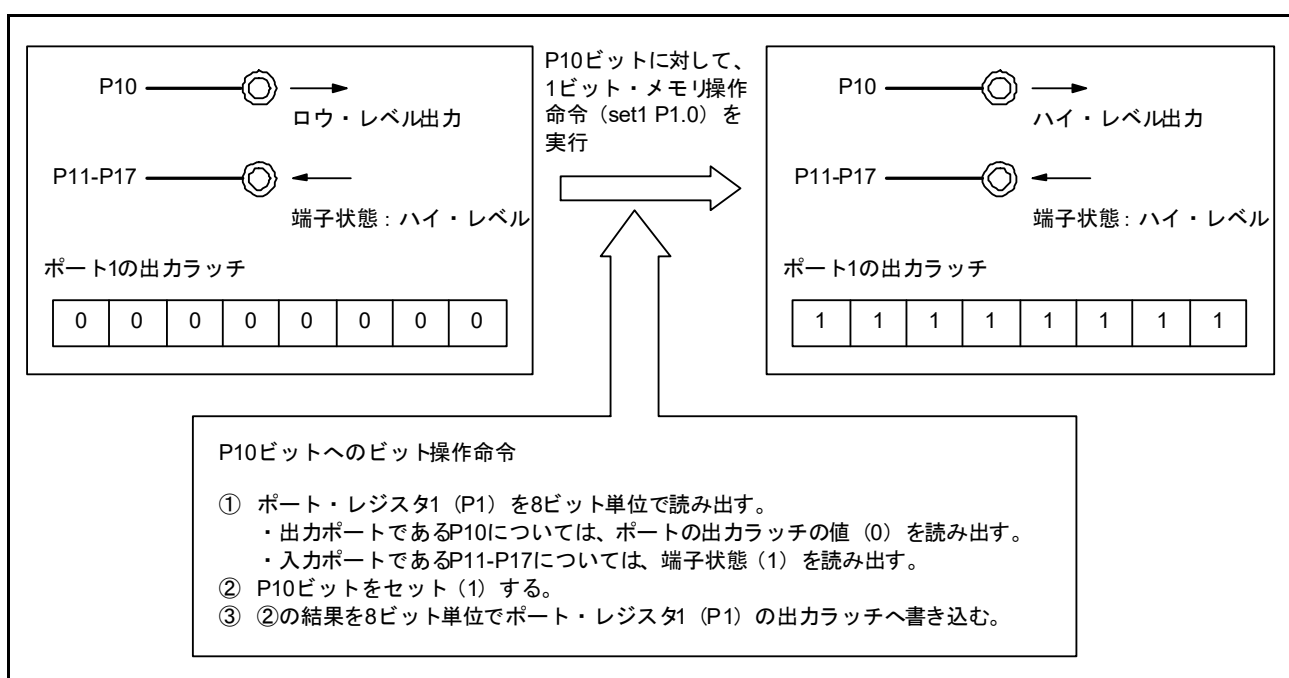 P10
ロウ・レベル出力
P11-P17
端子状態：ハイ・レベル
ポート1の出力ラッチ
0 0 0 0 0 0 0 0
P10ビットに対して、
1ビット・メモリ操作
命令（set1 P1.0）を
実行
P10
ハイ・レベル出力
P11-P17
端子状態：ハイ・レベル
ポート1の出力ラッチ
1 1 1 1 1 1 1 1
P10ビットへのビット操作命令
① ポート・レジスタ1（P1）を8ビット単位で読み出す。
・出力ポートであるP10については、ポートの出力ラッチの値（0）を読み出す。
・入力ポートであるP11-P17については、端子状態（1）を読み出す。
② P10ビットをセット（1）する。
③ ②の結果を8ビット単位でポート・レジスタ1（P1）の出力ラッチへ書き込む。